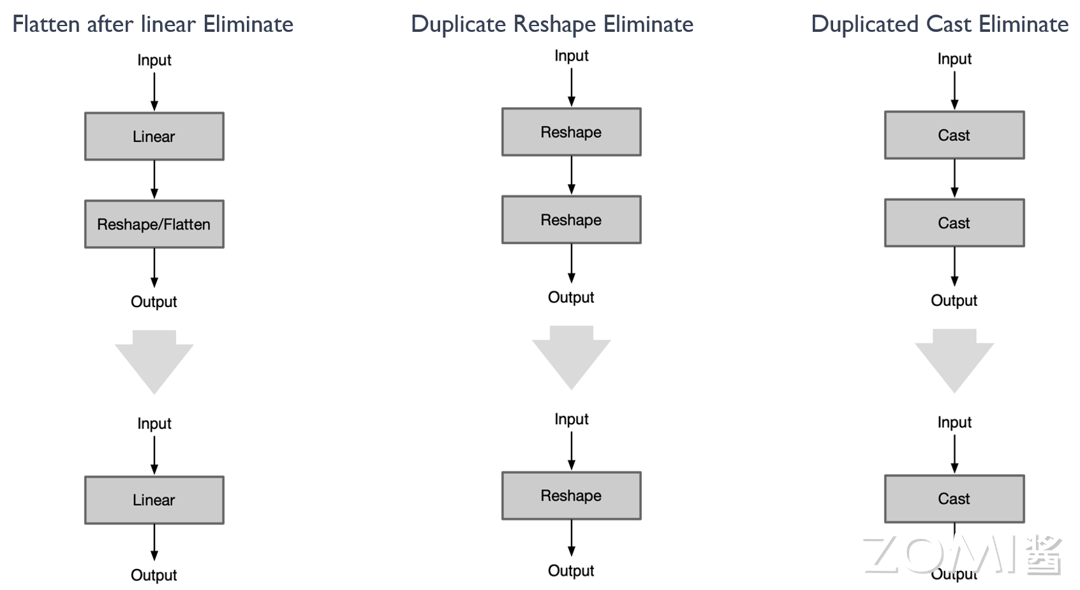 Flatten after linear Eliminate
Input
Linear
Reshape/Flatten
Output
Input
Linear
Output
Duplicate Reshape Eliminate
Input
Reshape
Reshape
Output
Input
Reshape
Output
Duplicated Cast Eliminate
Input
Cast
Cast
Output
Input
Cast
Output
ZOMI酱